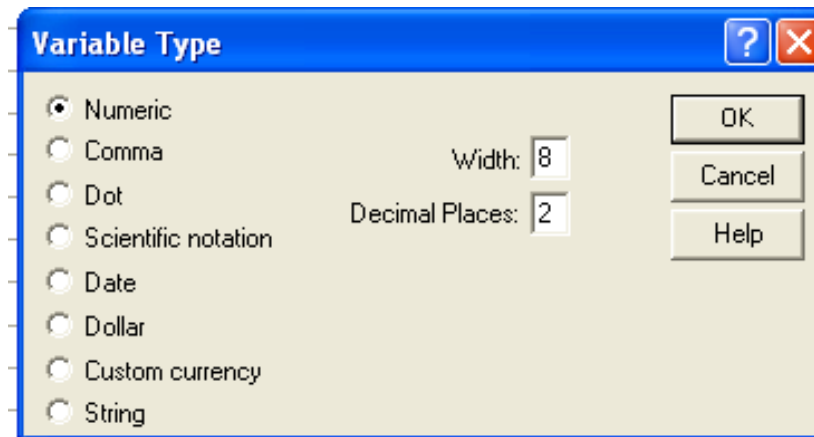 Variable Type
?
Numeric
Comma
Dot
Scientific notation
Date
Dollar
Custom currency
String
Width: 8
Decimal Places: 2
OK
Cancel
Help